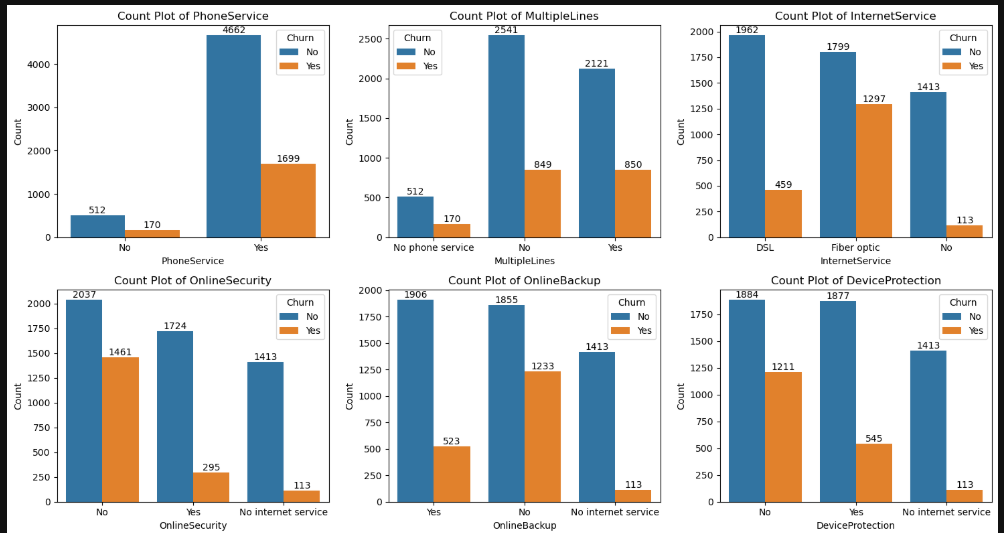 Count Plot of PhoneService
4662
Churn
No
Yes
4000
3000
2000
1699
1000
512
170
0
Count
No
Yes
PhoneService
Count Plot of MultipleLines
2541
Churn
No
Yes
2500
2121
2000
1500
1000
849
850
512
500
170
0
Count
No phone service
No
Yes
MultipleLines
Count Plot of InternetService
1962
Churn
No
Yes
2000
1799
1750
1500
1413
1297
1250
1000
750
500
459
250
113
0
Count
DSL
Fiber optic
No
InternetService
Count Plot of OnlineSecurity
2037
Churn
No
Yes
2000
1724
1750
1500
1461
1413
1250
1000
750
500
295
250
113
0
Count
No
Yes
No internet service
OnlineSecurity
Count Plot of OnlineBackup
1906
1855
Churn
No
Yes
2000
1750
1500
1413
1250
1233
1000
750
523
500
250
113
0
Count
Yes
No
No internet service
OnlineBackup
Count Plot of DeviceProtection
1884
1877
Churn
No
Yes
1750
1500
1413
1250
1211
1000
750
545
500
250
113
0
Count
No
Yes
No internet service
DeviceProtection